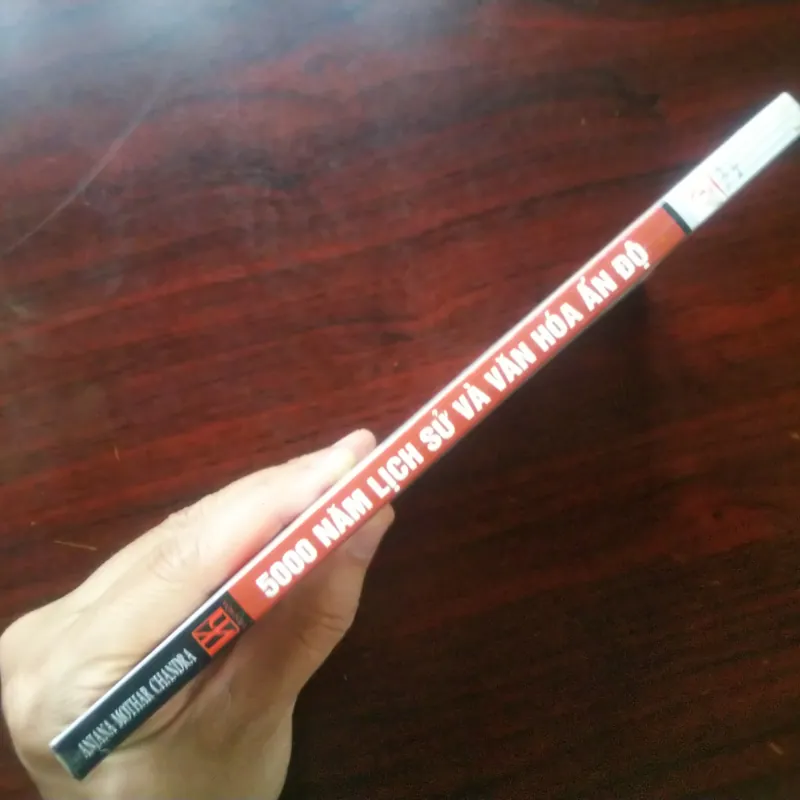 ANJANA MOTHAR CHANDRA
5000 NĂM LỊCH SỬ VÀ VĂN HÓA ẤN ĐỘ